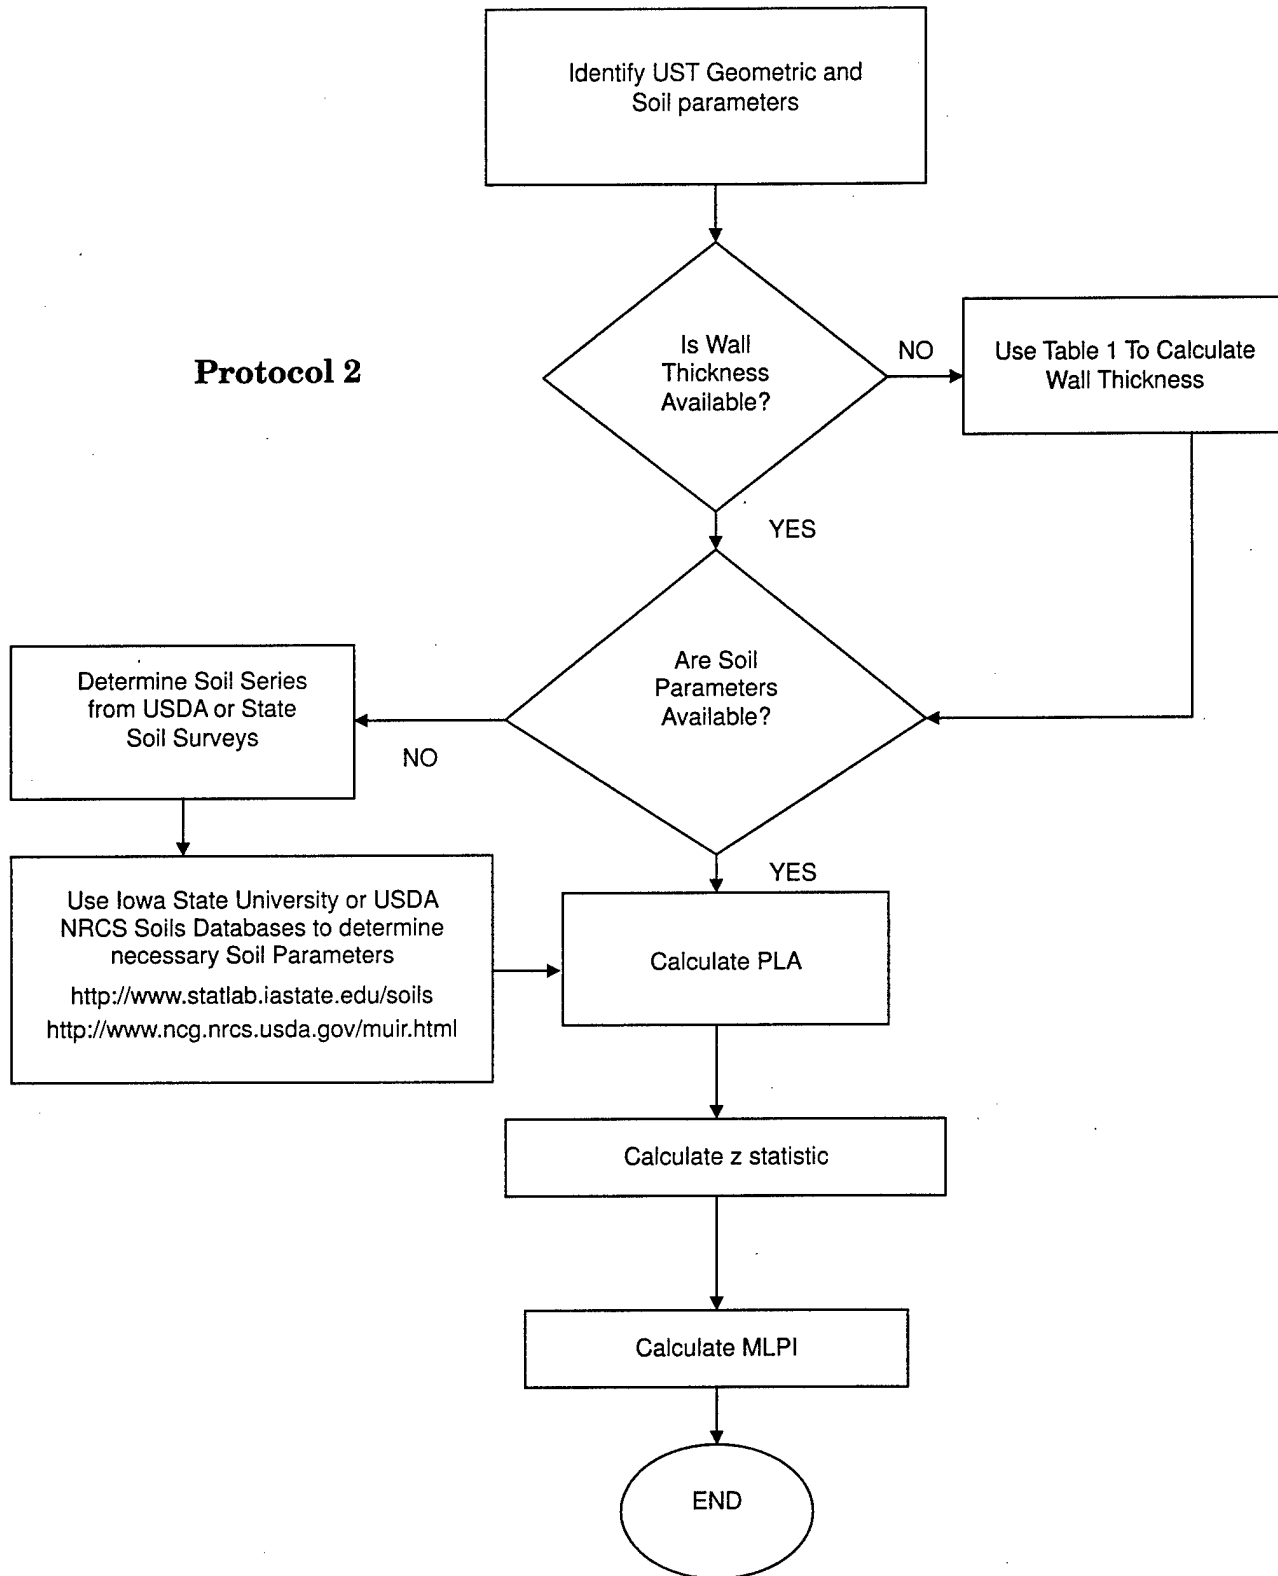 Identify UST Geometric and
Soil parameters
Protocol 2
Is Wall
Thickness
Available?
NO
Use Table 1 To Calculate
Wall Thickness
YES
Are Soil
Parameters
Available?
NO
Determine Soil Series
from USDA or State
Soil Surveys
YES
Use Iowa State University or USDA
NRCS Soils Databases to determine
necessary Soil Parameters
http://www.statlab.iastate.edu/soils
http://www.ncg.nrcs.usda.gov/muir.html
Calculate PLA
Calculate z statistic
Calculate MLPI
END